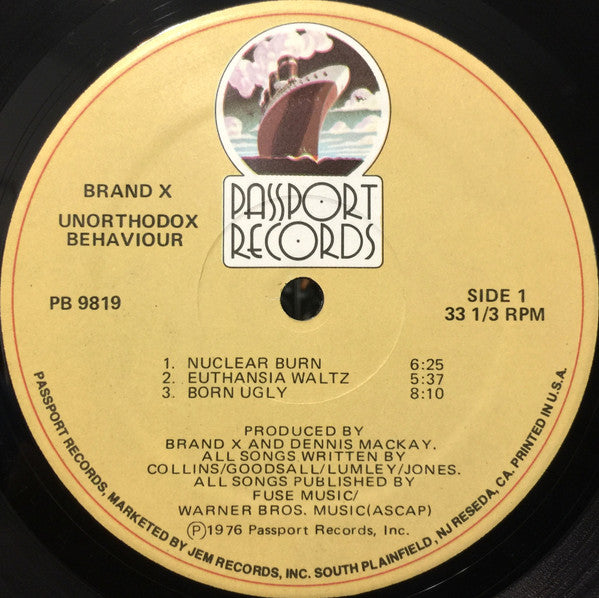 PASSPORT
RECORDS
BRAND X
UNORTHODOX
BEHAVIOUR
PB 9819
SIDE 1
33 1/3 RPM
1. NUCLEAR BURN 6:25
2. EUTHANSIA WALTZ 5:37
3. BORN UGLY 8:10
PRODUCED BY
BRAND X AND DENNIS MACKAY.
ALL SONGS WRITTEN BY
COLLINS/GOODSALL/LUMLEY/JONES.
ALL SONGS PUBLISHED BY
FUSE MUSIC/
WARNER BROS. MUSIC(ASCAP)
Ⓟ1976 Passport Records, Inc.
PASSPORT RECORDS, MARKETED BY JEM RECORDS, INC. SOUTH PLAINFIELD, NJ RESEDA, CA. PRINTED IN U.S.A.